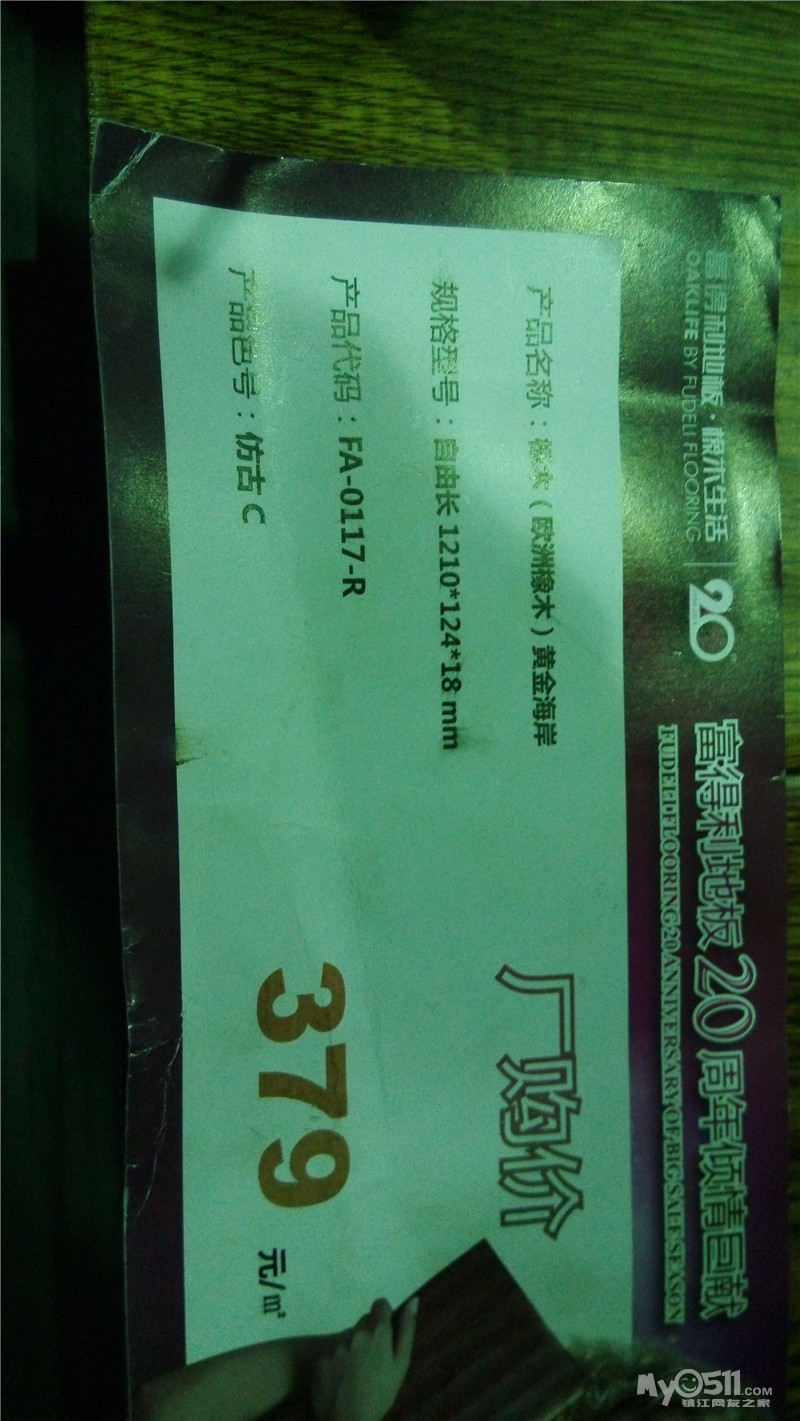 富得利地板·橡木生活
OAKLIFE BY FUDELI FLOORING
20
富得利地板20周年倾情巨献
FUDELI FLOORING 20 ANNIVERSARY OF BIG SALE SEASON
产品名称：橡木（欧洲橡木）黄金海岸
规格型号：自由长 1210*124*18 mm
产品代码：FA-0117-R
产品色号：仿古 C
厂购价
379 元/㎡
MY0511.COM
镇江网友之家